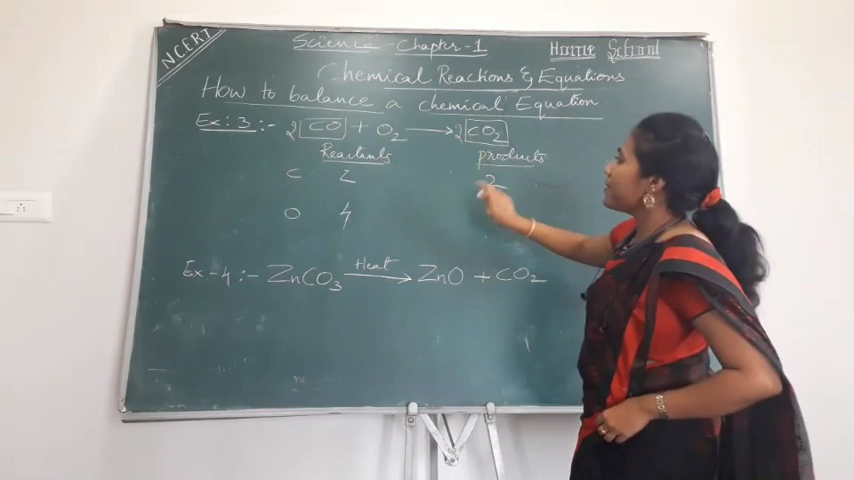 NCERT
Science - Chapter-1
Home School
Chemical Reactions & Equations
How to balance a chemical Equation
Ex:3:- 2 CO + O₂ → 2 CO₂
Reactants products
C 2 2
O 4
Ex-4:- ZnCO₃ Heat → ZnO + CO₂